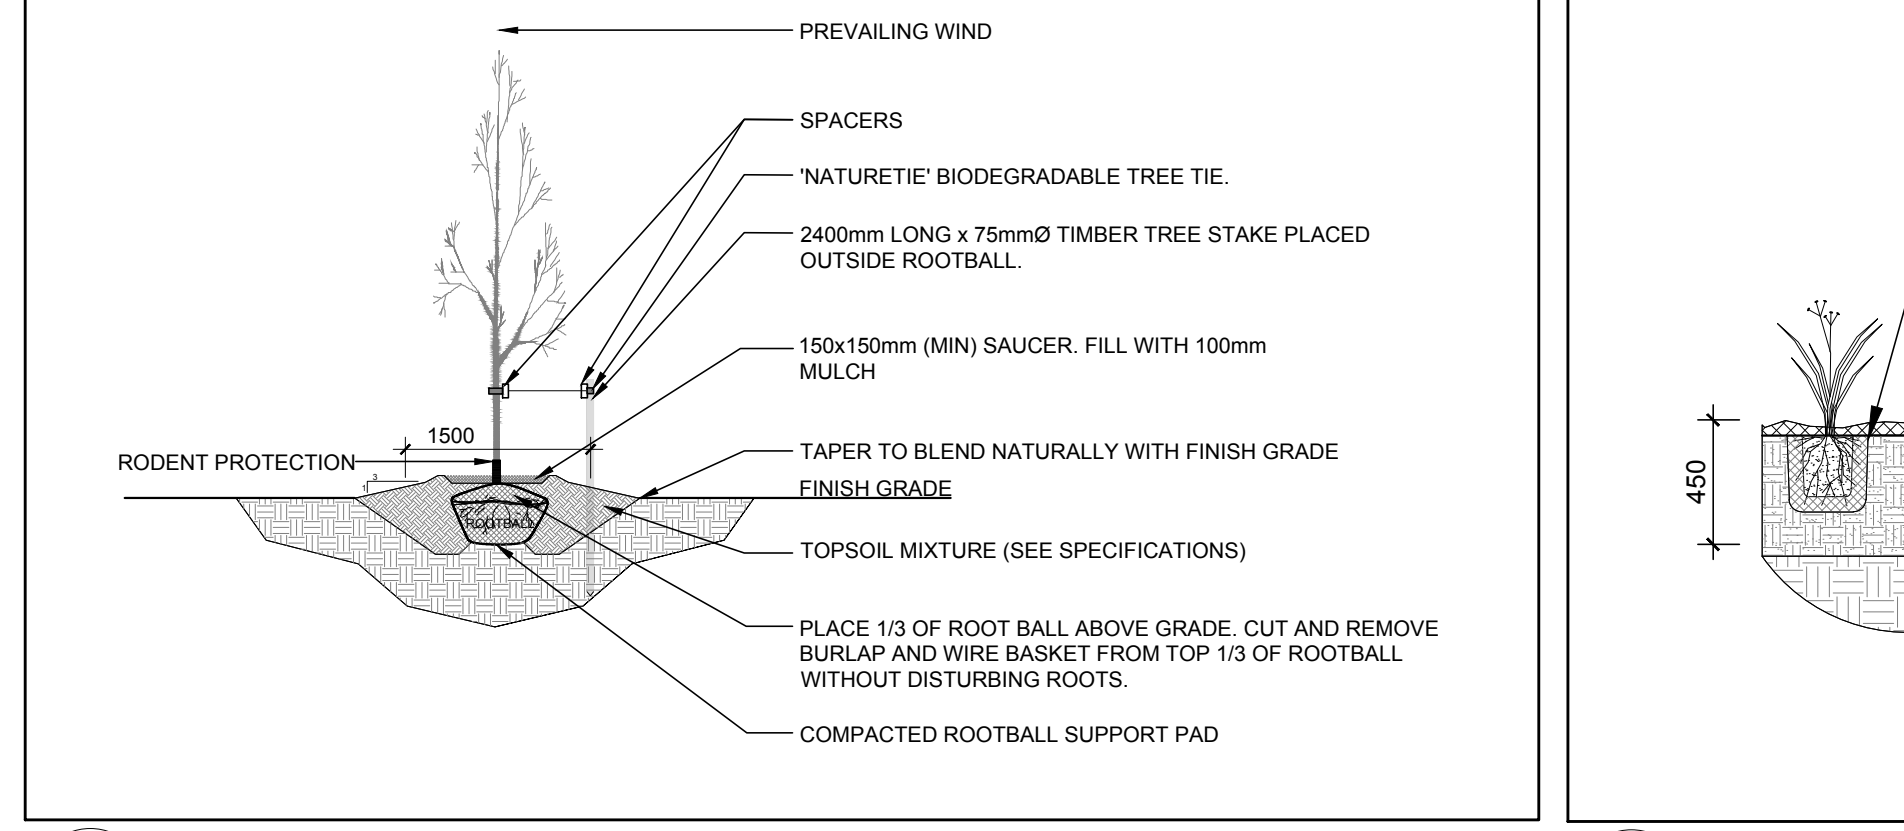 PREVAILING WIND
SPACERS
'NATURETIE' BIODEGRADABLE TREE TIE.
2400mm LONG x 75mmØ TIMBER TREE STAKE PLACED
OUTSIDE ROOTBALL.
150x150mm (MIN) SAUCER. FILL WITH 100mm
MULCH
1500
TAPER TO BLEND NATURALLY WITH FINISH GRADE
RODENT PROTECTION
3
1
FINISH GRADE
ROOTBALL
TOPSOIL MIXTURE (SEE SPECIFICATIONS)
PLACE 1/3 OF ROOT BALL ABOVE GRADE. CUT AND REMOVE
BURLAP AND WIRE BASKET FROM TOP 1/3 OF ROOTBALL
WITHOUT DISTURBING ROOTS.
COMPACTED ROOTBALL SUPPORT PAD
450